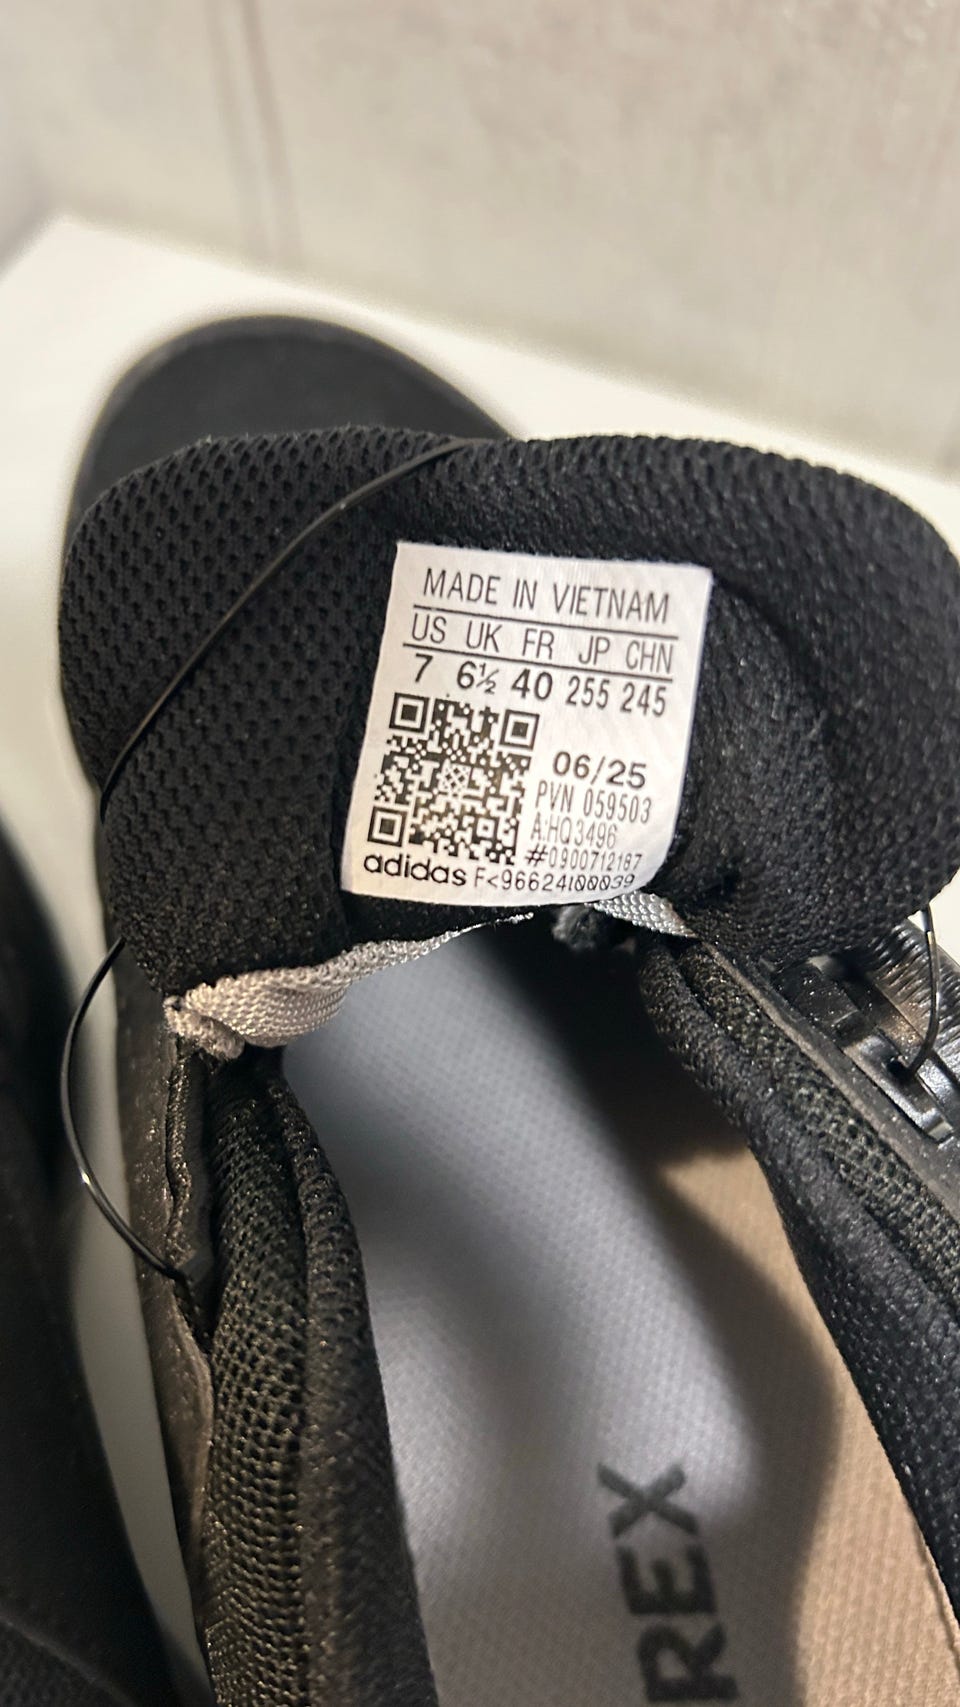 MADE IN VIETNAM
US UK FR JP CHN
7 6½ 40 255 245
06/25
PVN 059503
A:HQ3496
#0900712187
adidas F<96624100039
REX